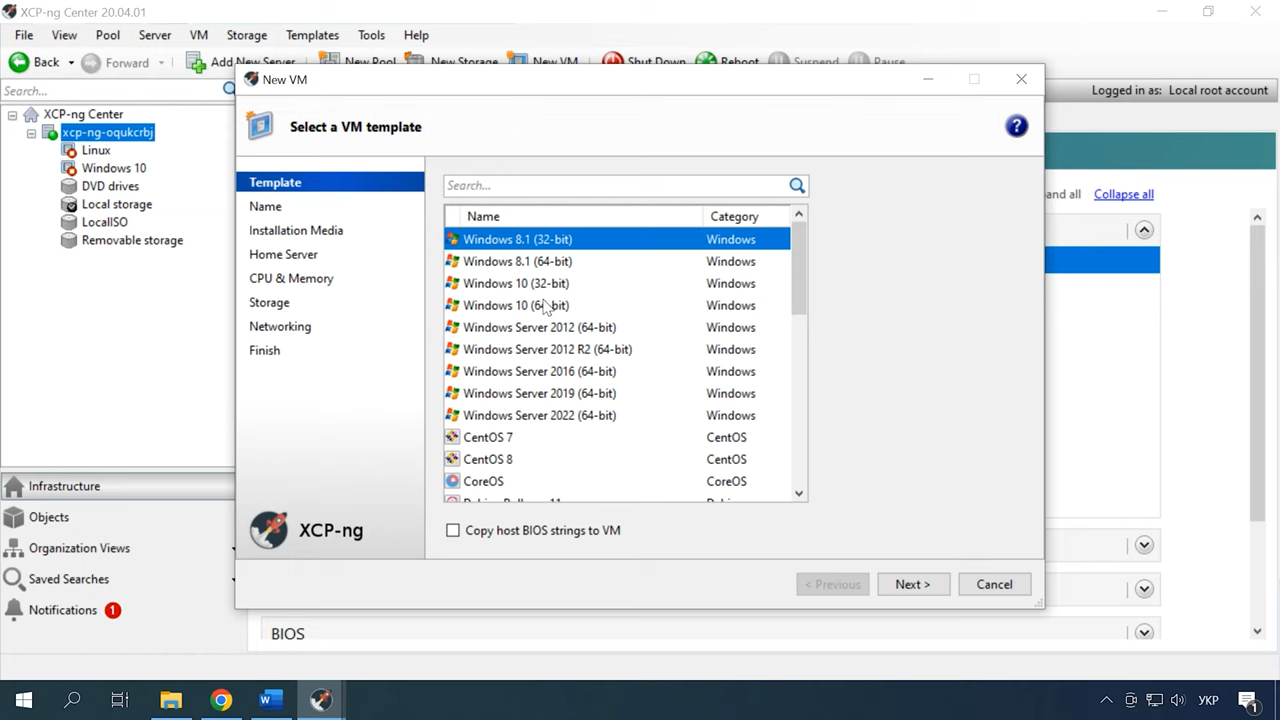 XCP-ng Center 20.04.01
File View Pool Server VM Storage Templates Tools Help
Back Forward Add New Server New Pool New Storage New VM Shut Down Reboot Suspend Pause
Search...
Logged in as: Local root account
XCP-ng Center
xcp-ng-oqukcrbj
Linux
Windows 10
DVD drives
Local storage
LocalISO
Removable storage
Infrastructure
Objects
Organization Views
Saved Searches
Notifications 1
New VM
Select a VM template
?
Template
Name
Installation Media
Home Server
CPU & Memory
Storage
Networking
Finish
XCP-ng
Search...
Name Category
Windows 8.1 (32-bit) Windows
Windows 8.1 (64-bit) Windows
Windows 10 (32-bit) Windows
Windows 10 (64-bit) Windows
Windows Server 2012 (64-bit) Windows
Windows Server 2012 R2 (64-bit) Windows
Windows Server 2016 (64-bit) Windows
Windows Server 2019 (64-bit) Windows
Windows Server 2022 (64-bit) Windows
CentOS 7 CentOS
CentOS 8 CentOS
CoreOS CoreOS
Copy host BIOS strings to VM
< Previous Next > Cancel
Collapse all
BIOS
УКР
1